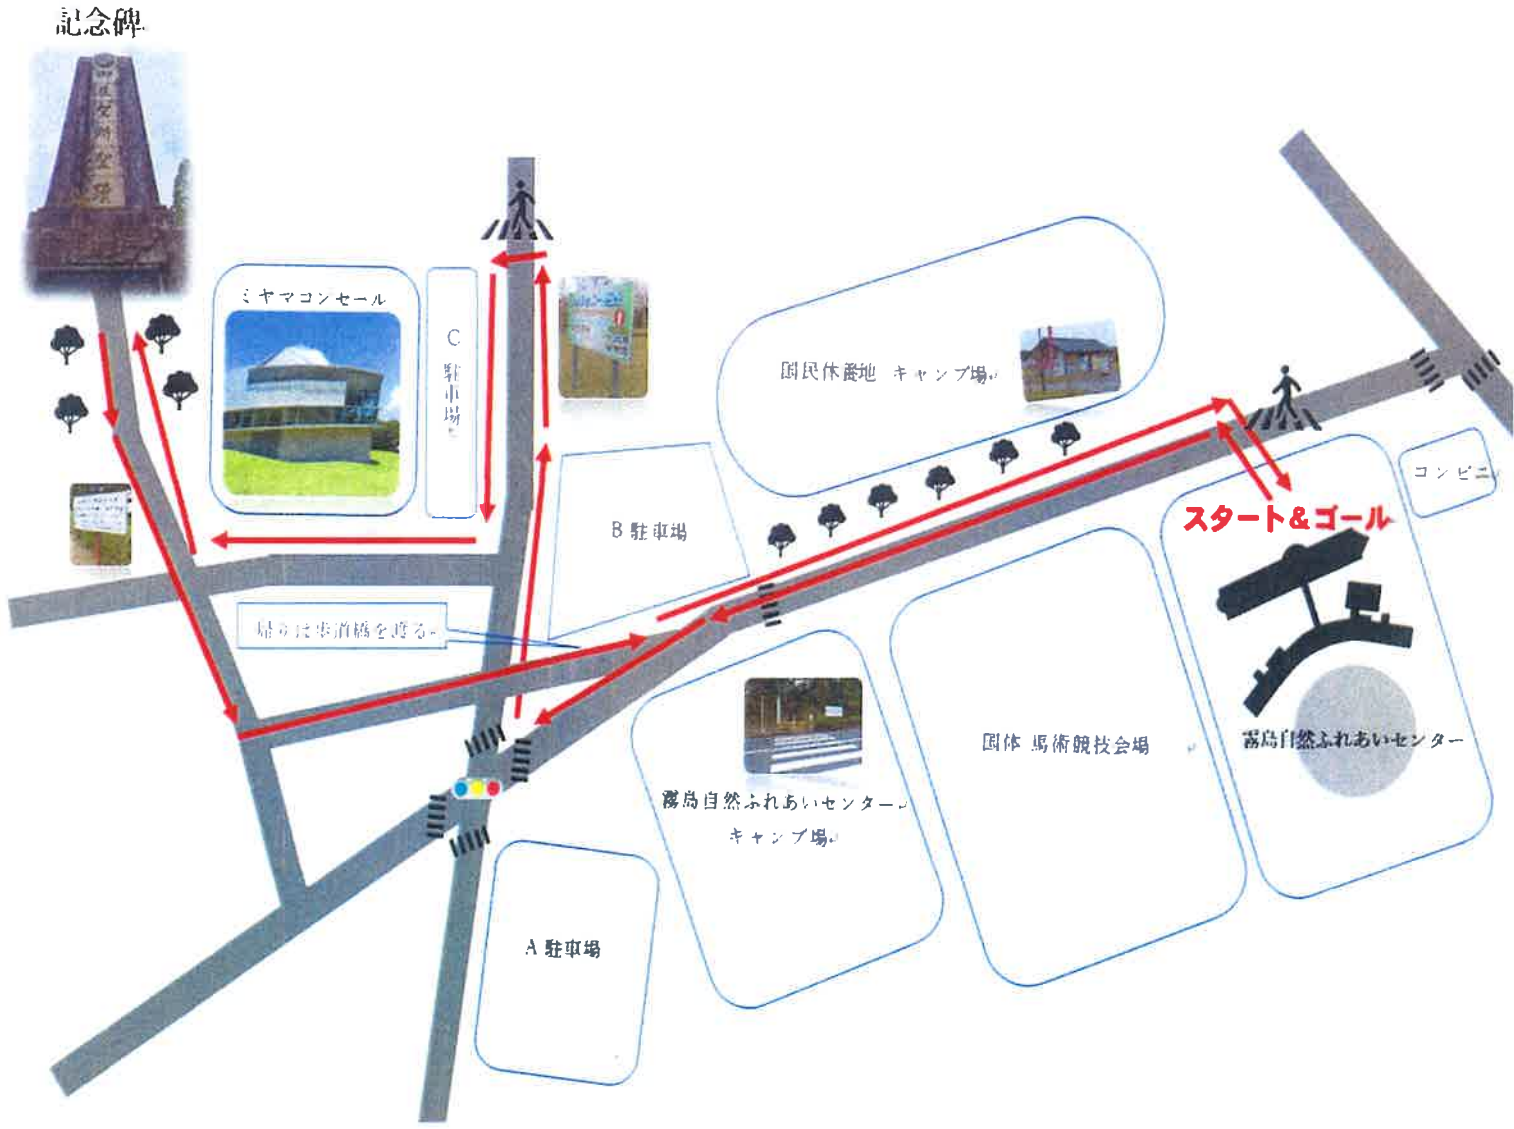 記念碑
ミヤマコンセール
C
駐車場
国民休養地 キャンプ場
コンビニ
スタート&ゴール
B 駐車場
帰りは歩道橋を渡る
国体 馬術競技会場
霧島自然ふれあいセンター
霧島自然ふれあいセンター
キャンプ場
A 駐車場